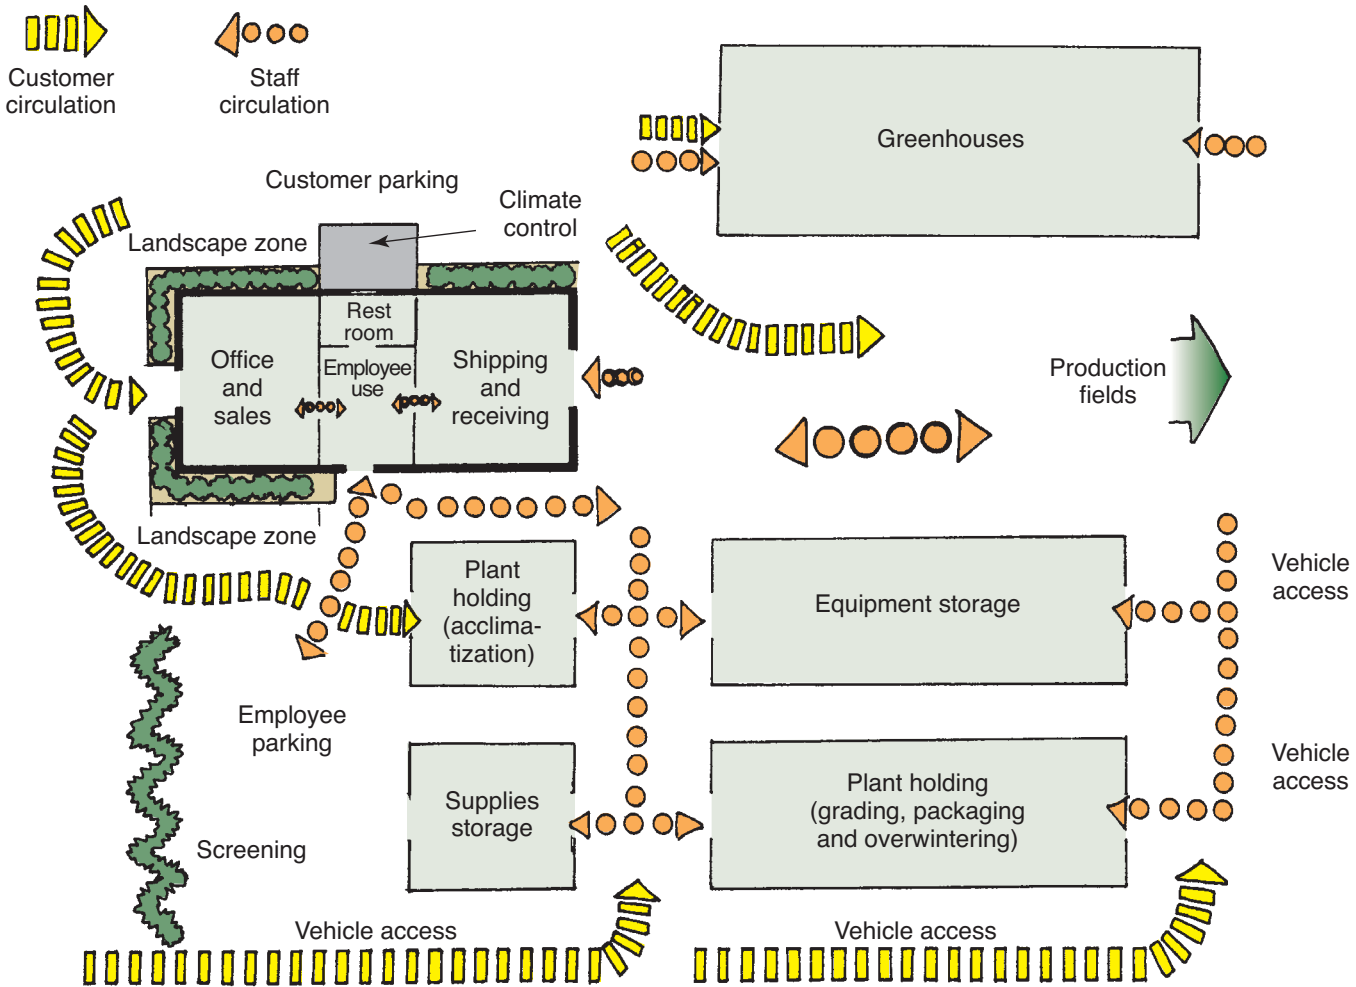 Customer
circulation
Staff
circulation
Greenhouses
Customer parking
Climate
control
Landscape zone
Rest
room
Office
and
sales
Employee
use
Shipping
and
receiving
Production
fields
Landscape zone
Plant
holding
(acclima-
tization)
Equipment storage
Vehicle
access
Employee
parking
Supplies
storage
Plant holding
(grading, packaging
and overwintering)
Vehicle
access
Screening
Vehicle access
Vehicle access